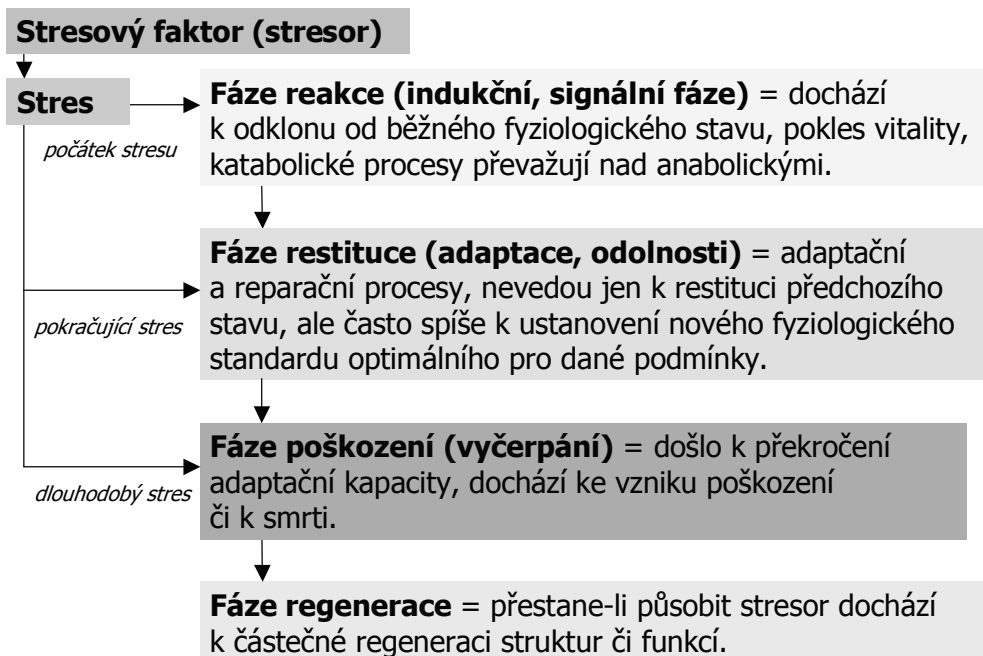 Stresový faktor (stresor)
Stres
počátek stresu
Fáze reakce (indukční, signální fáze) = dochází
k odklonu od běžného fyziologického stavu, pokles vitality,
katabolické procesy převažují nad anabolickými.
Fáze restituce (adaptace, odolnosti) = adaptační
a reparační procesy, nevedou jen k restituci předchozího
stavu, ale často spíše k ustanovení nového fyziologického
standardu optimálního pro dané podmínky.
pokračující stres
Fáze poškození (vyčerpání) = došlo k překročení
adaptační kapacity, dochází ke vzniku poškození
či k smrti.
dlouhodobý stres
Fáze regenerace = přestane-li působit stresor dochází
k částečné regeneraci struktur či funkcí.